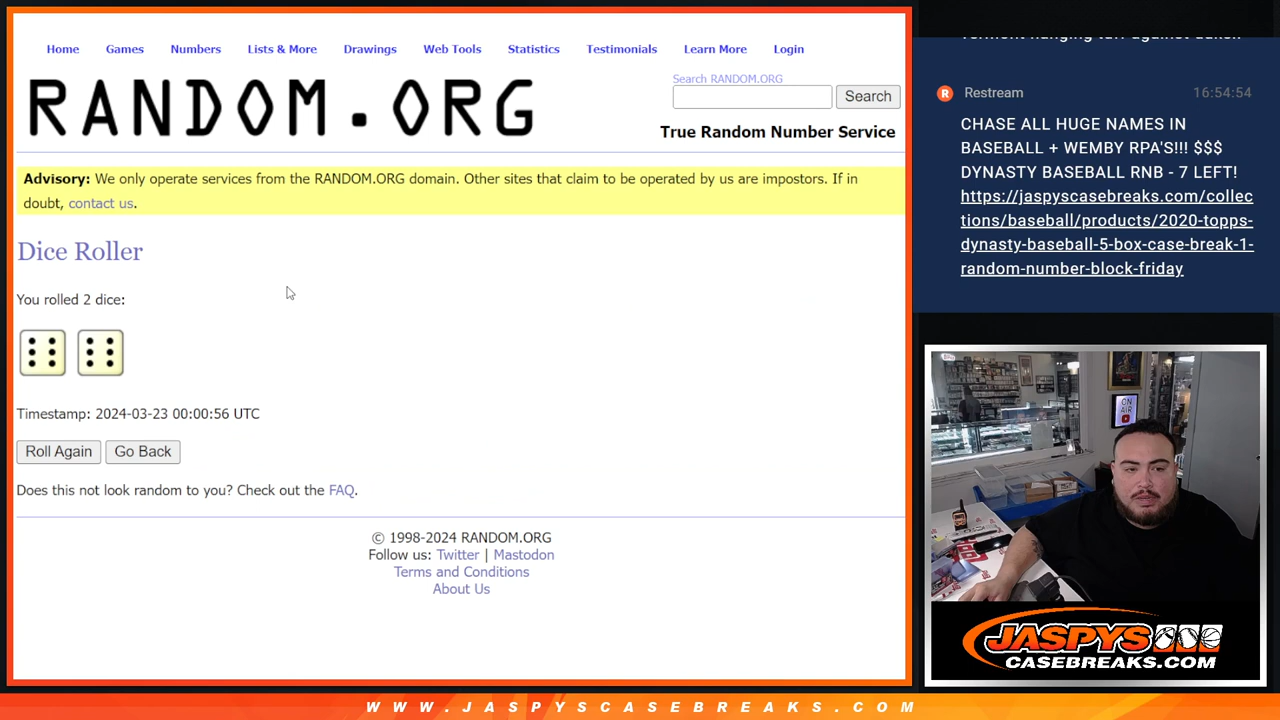 Home Games Numbers Lists & More Drawings Web Tools Statistics Testimonials Learn More Login
RANDOM.ORG
Search RANDOM.ORG
Search
True Random Number Service
Advisory: We only operate services from the RANDOM.ORG domain. Other sites that claim to be operated by us are impostors. If in
doubt, contact us.
Dice Roller
You rolled 2 dice:
Timestamp: 2024-03-23 00:00:56 UTC
Roll Again Go Back
Does this not look random to you? Check out the FAQ.
© 1998-2024 RANDOM.ORG
Follow us: Twitter | Mastodon
Terms and Conditions
About Us
R Restream 16:54:54
CHASE ALL HUGE NAMES IN
BASEBALL + WEMBY RPA'S!!! $$$
DYNASTY BASEBALL RNB - 7 LEFT!
https://jaspyscasebreaks.com/collec
tions/baseball/products/2020-topps-
dynasty-baseball-5-box-case-break-1-
random-number-block-friday
ON
AIR
JASPYS
CASEBREAKS.COM
WWW.JASPYSCASEBREAKS.COM